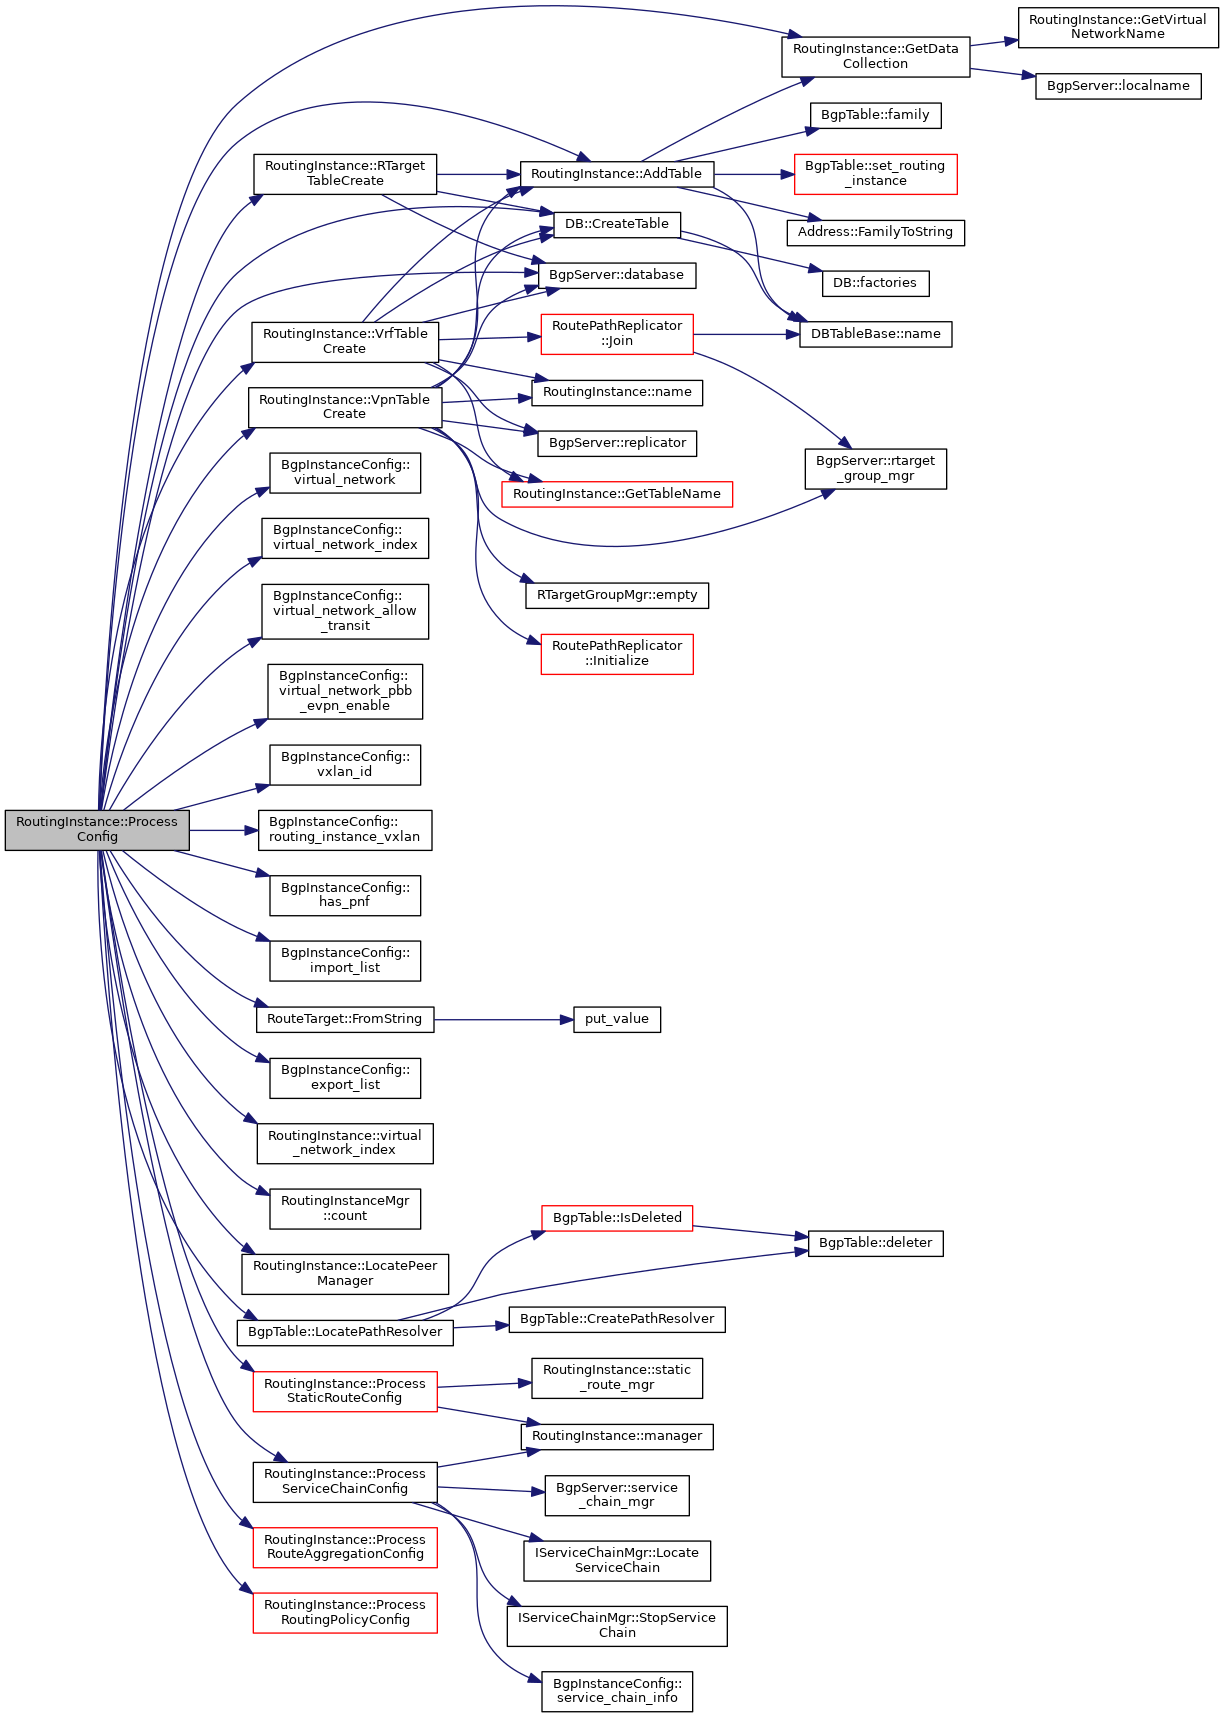 RoutingInstance::Process
Config
RoutingInstance::GetData
Collection
RoutingInstance::GetVirtual
NetworkName
BgpServer::localname
RoutingInstance::RTarget
TableCreate
RoutingInstance::AddTable
BgpTable::family
BgpTable::set_routing
_instance
Address::FamilyToString
DB::CreateTable
DB::factories
BgpServer::database
DBTableBase::name
RoutingInstance::VrfTable
Create
RoutePathReplicator
::Join
RoutingInstance::name
RoutingInstance::VpnTable
Create
BgpServer::replicator
BgpServer::rtarget
_group_mgr
RoutingInstance::GetTableName
RTargetGroupMgr::empty
RoutePathReplicator
::Initialize
BgpInstanceConfig::
virtual_network
BgpInstanceConfig::
virtual_network_index
BgpInstanceConfig::
virtual_network_allow
_transit
BgpInstanceConfig::
virtual_network_pbb
_evpn_enable
BgpInstanceConfig::
vxlan_id
BgpInstanceConfig::
routing_instance_vxlan
BgpInstanceConfig::
has_pnf
BgpInstanceConfig::
import_list
RouteTarget::FromString
put_value
BgpInstanceConfig::
export_list
RoutingInstance::virtual
_network_index
RoutingInstanceMgr
::count
RoutingInstance::LocatePeer
Manager
BgpTable::LocatePathResolver
BgpTable::IsDeleted
BgpTable::deleter
BgpTable::CreatePathResolver
RoutingInstance::Process
StaticRouteConfig
RoutingInstance::static
_route_mgr
RoutingInstance::manager
RoutingInstance::Process
ServiceChainConfig
BgpServer::service
_chain_mgr
IServiceChainMgr::Locate
ServiceChain
IServiceChainMgr::StopService
Chain
BgpInstanceConfig::
service_chain_info
RoutingInstance::Process
RouteAggregationConfig
RoutingInstance::Process
RoutingPolicyConfig